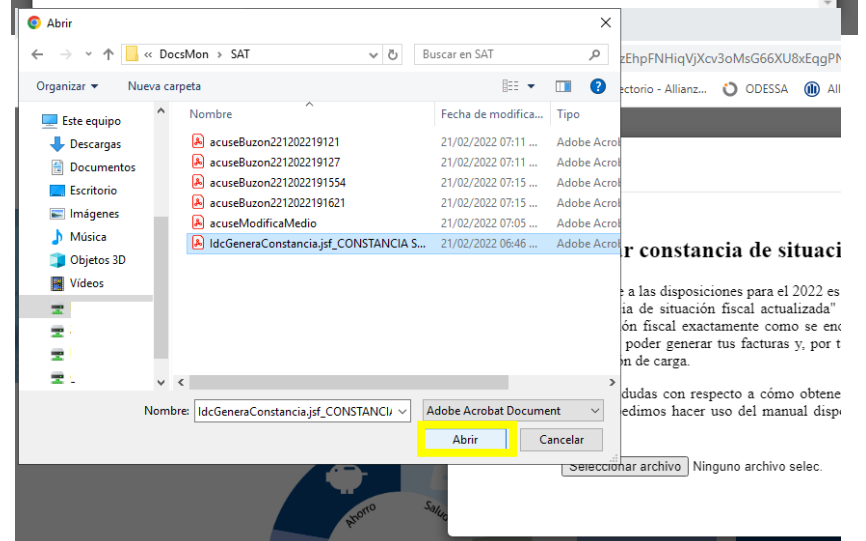 Abrir
« DocsMon > SAT
Buscar en SAT
zEhpFNHiqVjXcv3oMsG66XU8xEqgPN
Organizar
Nueva carpeta
ectorio - Allianz...
ODESSA
All
Este equipo
Descargas
Documentos
Escritorio
Imágenes
Música
Objetos 3D
Vídeos
Nombre
Fecha de modifica...
Tipo
acuseBuzon221202219121
21/02/2022 07:11 ...
Adobe Acrob
acuseBuzon221202219127
21/02/2022 07:11 ...
Adobe Acrob
acuseBuzon2212022191554
21/02/2022 07:15 ...
Adobe Acrob
acuseBuzon2212022191621
21/02/2022 07:15 ...
Adobe Acrob
acuseModificaMedio
21/02/2022 07:05 ...
Adobe Acrob
IdcGeneraConstancia.jsf_CONSTANCIA S...
21/02/2022 06:46 ...
Adobe Acrob
Nombre:
IdcGeneraConstancia.jsf_CONSTANCIA
Adobe Acrobat Document
Abrir
Cancelar
r constancia de situaci
e a las disposiciones para el 2022 es
ia de situación fiscal actualizada"
ón fiscal exactamente como se enc
poder generar tus facturas y, por t
ón de carga.
dudas con respecto a cómo obtene
edimos hacer uso del manual disp
Seleccionar archivo
Ninguno archivo selec.
Ahorro
Salud